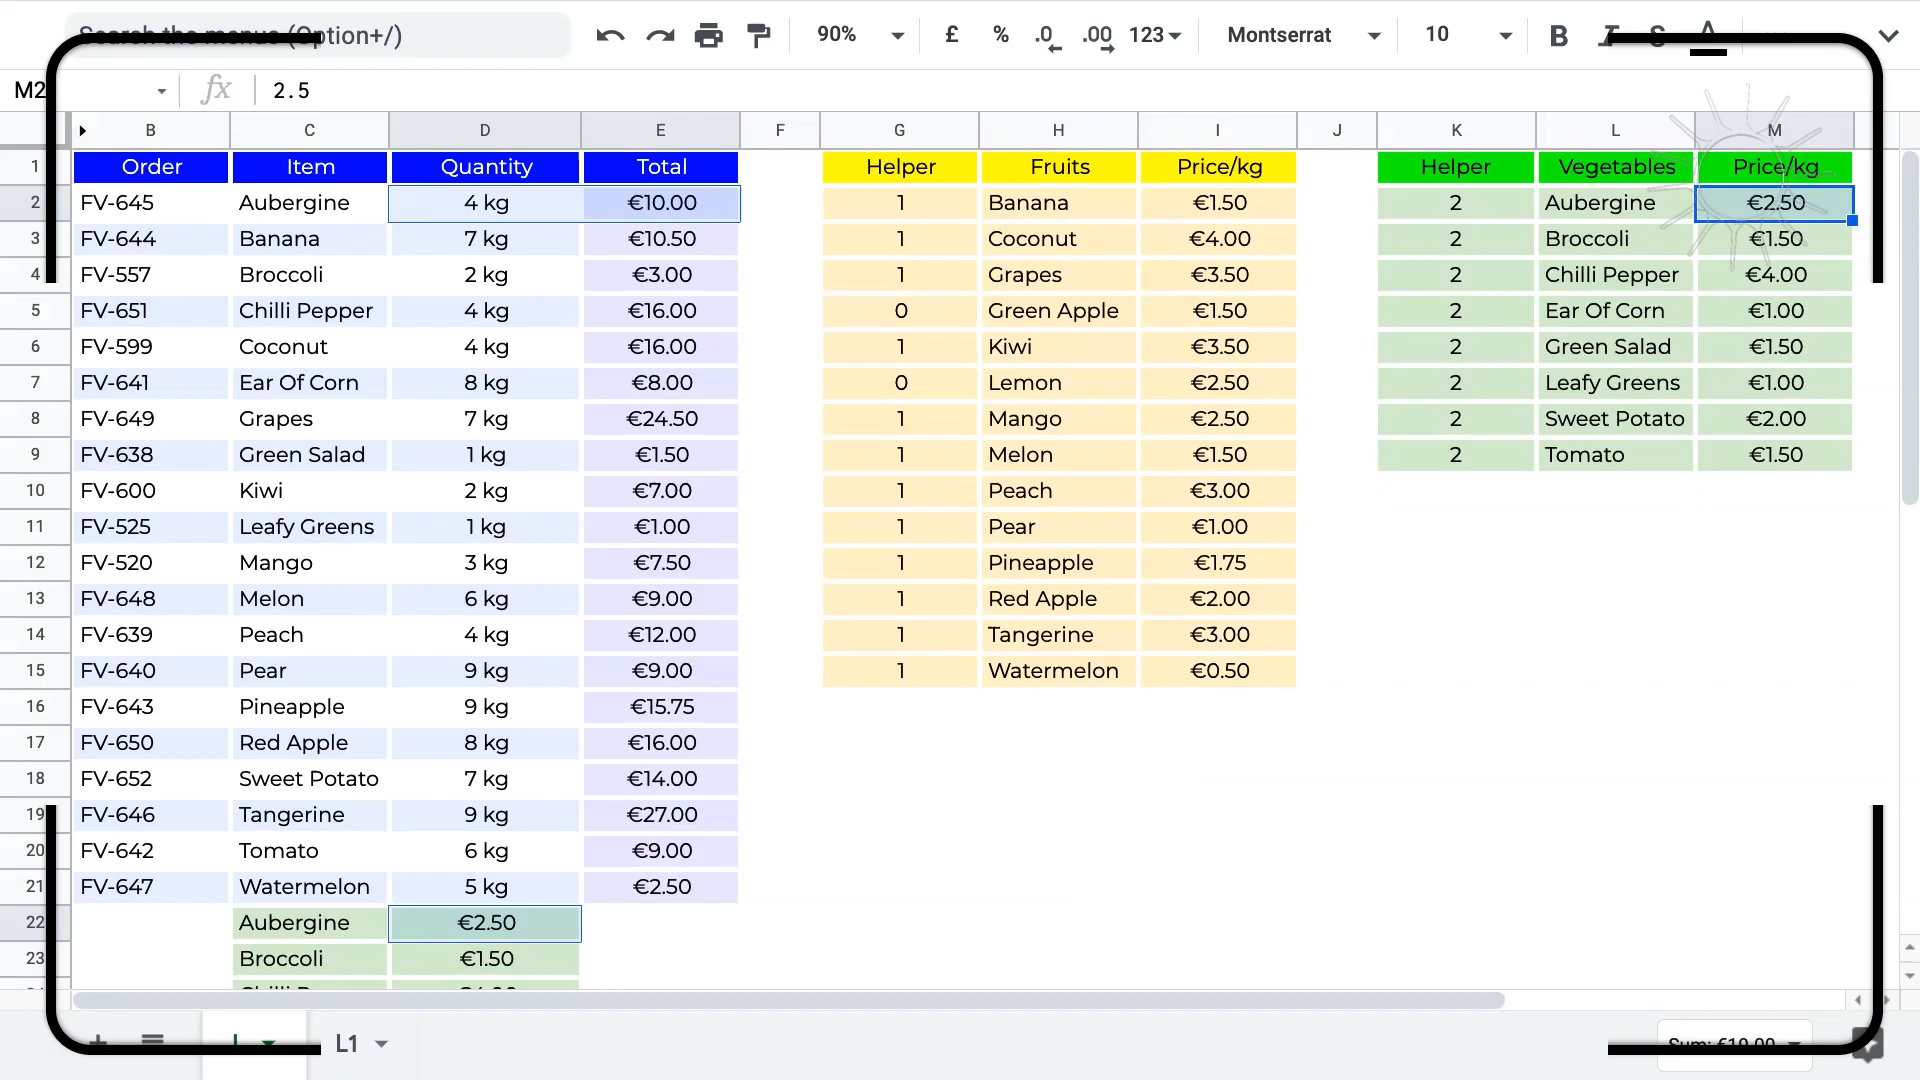 Search the menus (Option+/) 90% £ % .0 .00 123 Montserrat 10 B I S A
M2 fx 2.5
B C D E F G H I J K L M
1 Order Item Quantity Total Helper Fruits Price/kg Helper Vegetables Price/kg
2 FV-645 Aubergine 4 kg €10.00 1 Banana €1.50 2 Aubergine €2.50
3 FV-644 Banana 7 kg €10.50 1 Coconut €4.00 2 Broccoli €1.50
4 FV-557 Broccoli 2 kg €3.00 1 Grapes €3.50 2 Chilli Pepper €4.00
5 FV-651 Chilli Pepper 4 kg €16.00 0 Green Apple €1.50 2 Ear Of Corn €1.00
6 FV-599 Coconut 4 kg €16.00 1 Kiwi €3.50 2 Green Salad €1.50
7 FV-641 Ear Of Corn 8 kg €8.00 0 Lemon €2.50 2 Leafy Greens €1.00
8 FV-649 Grapes 7 kg €24.50 1 Mango €2.50 2 Sweet Potato €2.00
9 FV-638 Green Salad 1 kg €1.50 1 Melon €1.50 2 Tomato €1.50
10 FV-600 Kiwi 2 kg €7.00 1 Peach €3.00
11 FV-525 Leafy Greens 1 kg €1.00 1 Pear €1.00
12 FV-520 Mango 3 kg €7.50 1 Pineapple €1.75
13 FV-648 Melon 6 kg €9.00 1 Red Apple €2.00
14 FV-639 Peach 4 kg €12.00 1 Tangerine €3.00
15 FV-640 Pear 9 kg €9.00 1 Watermelon €0.50
16 FV-643 Pineapple 9 kg €15.75
17 FV-650 Red Apple 8 kg €16.00
18 FV-652 Sweet Potato 7 kg €14.00
19 FV-646 Tangerine 9 kg €27.00
20 FV-642 Tomato 6 kg €9.00
21 FV-647 Watermelon 5 kg €2.50
22 Aubergine €2.50
23 Broccoli €1.50
L1